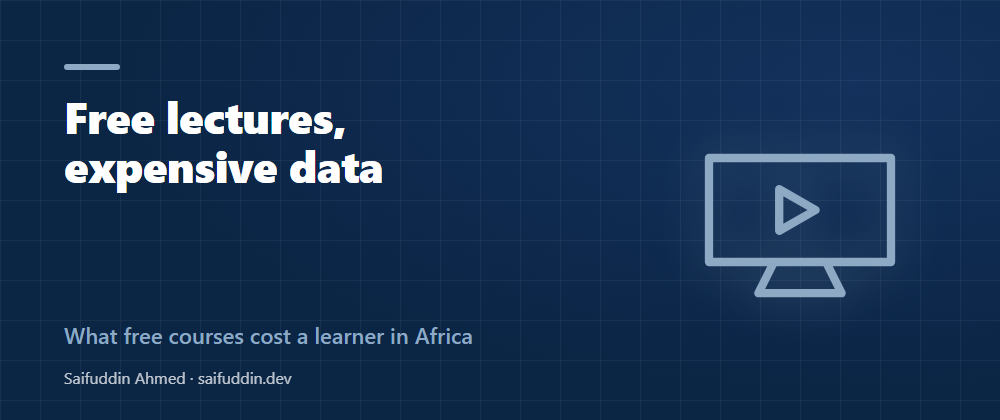 Free lectures,
expensive data
What free courses cost a learner in Africa
Saifuddin Ahmed · saifuddin.dev